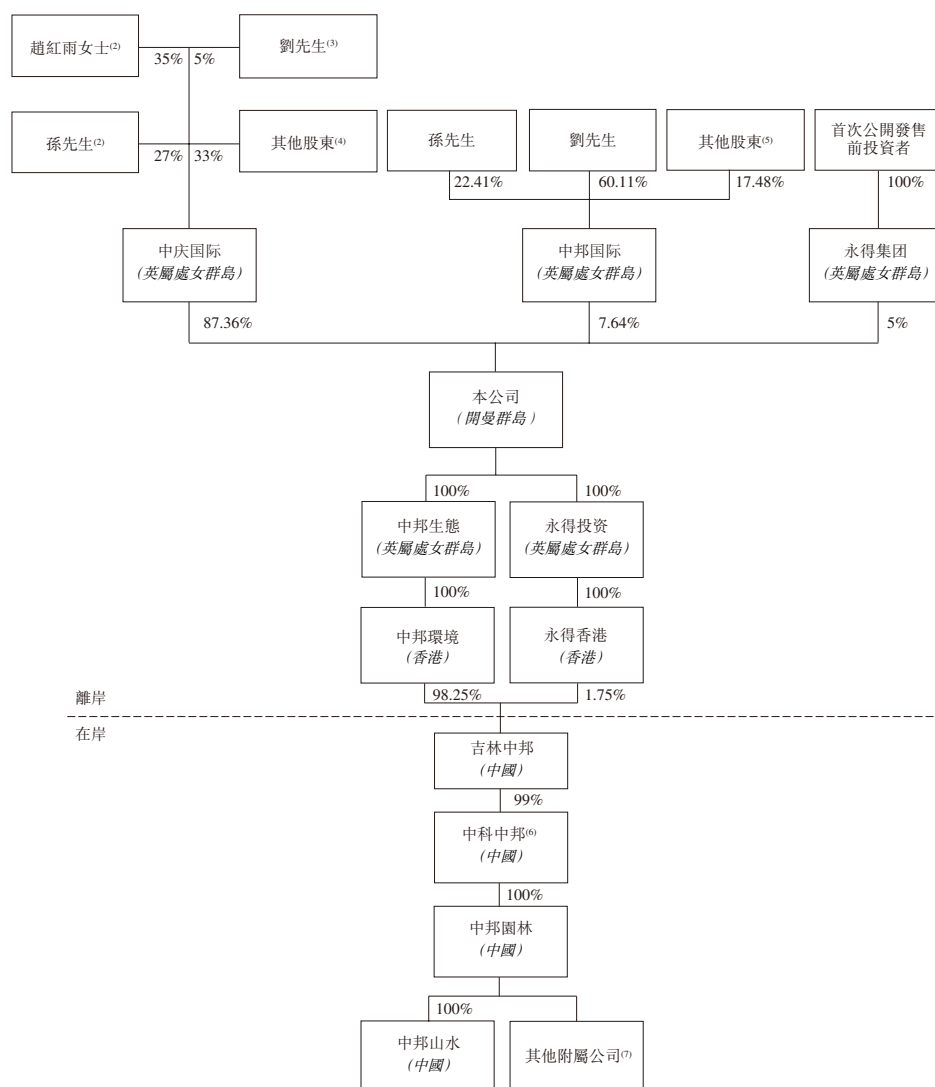 趙紅雨女士(2)
劉先生(3)
35% 5%
孫先生(2)
其他股東(4)
27% 33%
孫先生
劉先生
其他股東(5)
首次公開發售
前投資者
22.41%
60.11%
17.48%
100%
中庆国际
(英屬處女群島)
中邦国际
(英屬處女群島)
永得集团
(英屬處女群島)
87.36%
7.64%
5%
本公司
(開曼群島)
100%
100%
中邦生態
(英屬處女群島)
永得投资
(英屬處女群島)
100%
100%
中邦環境
(香港)
永得香港
(香港)
98.25%
1.75%
離岸
在岸
吉林中邦
(中國)
99%
中科中邦(6)
(中國)
100%
中邦園林
(中國)
100%
中邦山水
(中國)
其他附屬公司(7)